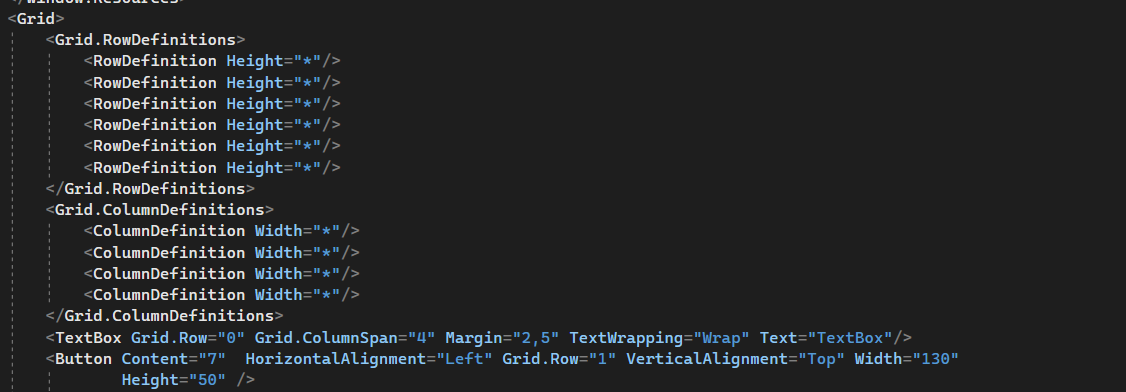 </Window.Resources>
<Grid>
<Grid.RowDefinitions>
<RowDefinition Height="*"/>
<RowDefinition Height="*"/>
<RowDefinition Height="*"/>
<RowDefinition Height="*"/>
<RowDefinition Height="*"/>
<RowDefinition Height="*"/>
</Grid.RowDefinitions>
<Grid.ColumnDefinitions>
<ColumnDefinition Width="*"/>
<ColumnDefinition Width="*"/>
<ColumnDefinition Width="*"/>
<ColumnDefinition Width="*"/>
</Grid.ColumnDefinitions>
<TextBox Grid.Row="0" Grid.ColumnSpan="4" Margin="2,5" TextWrapping="Wrap" Text="TextBox"/>
<Button Content="7"  HorizontalAlignment="Left" Grid.Row="1" VerticalAlignment="Top" Width="130"
Height="50" />